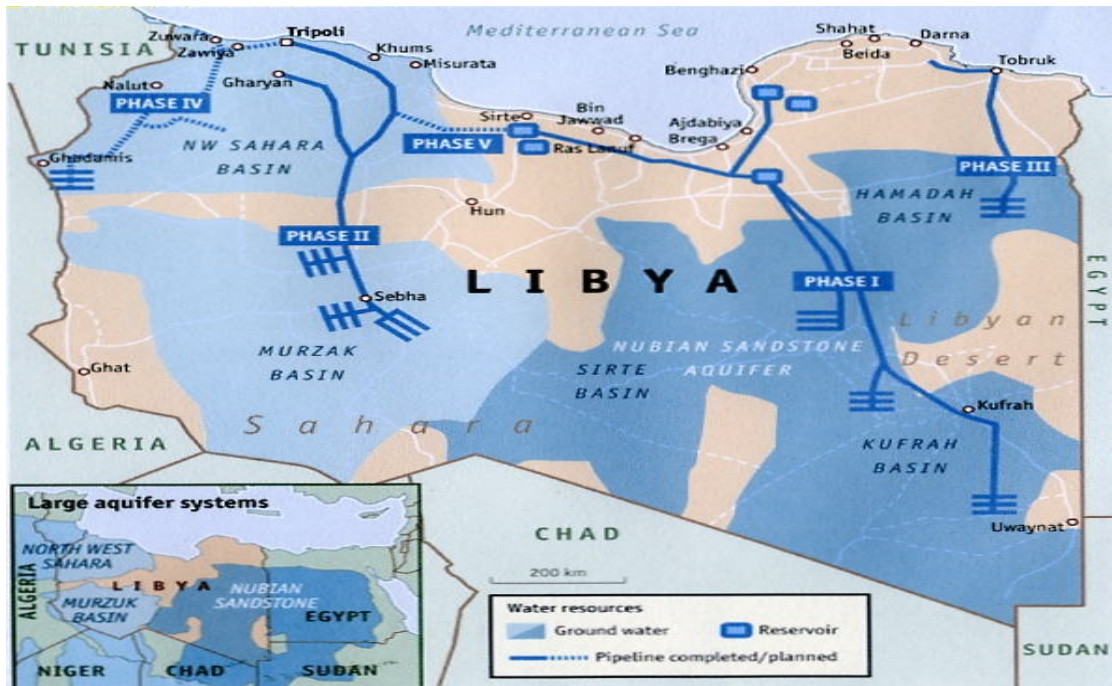 TUNISIA
Zuwara
Zawiya
Tripoli
Khums
Misurata
Gharyan
Nalut
PHASE IV
Ghadamis
NW SAHARA
BASIN
Mediterranean Sea
PHASE V
Sirte
Bin
Jawwad
Ras Lanuf
Ajdabiya
Brega
Benghazi
Shahat
Beida
Darna
Tobruk
PHASE III
HAMADAH
BASIN
Hun
PHASE II
Sebha
LIBYA
PHASE I
EGYPT
Libyan
Desert
NUBIAN SANDSTONE
AQUIFER
SIRTE
BASIN
MURZAK
BASIN
Ghat
Sahara
Kufrah
KUFRAH
BASIN
Uwaynat
ALGERIA
CHAD
SUDAN
200 km
Large aquifer systems
NORTH WEST
SAHARA
ALGERIA
LIBYA
MURZUK
BASIN
NUBIAN
SANDSTONE
EGYPT
NIGER
CHAD
SUDAN
Water resources
Ground water
Reservoir
Pipeline completed/planned